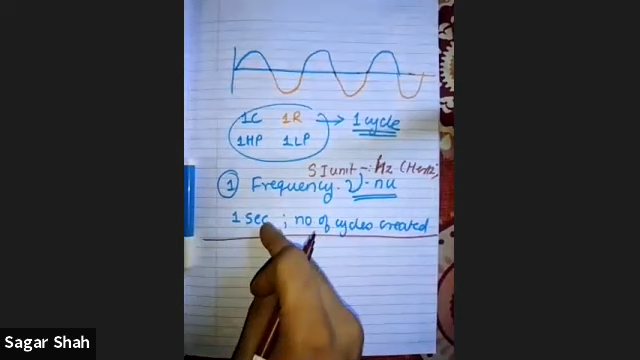 1C 1R → 1 cycle
1HP 1LP
SI unit -: Hz (Hertz)
1 Frequency. ν - nu
1 sec ; no of cycles created
Sagar Shah